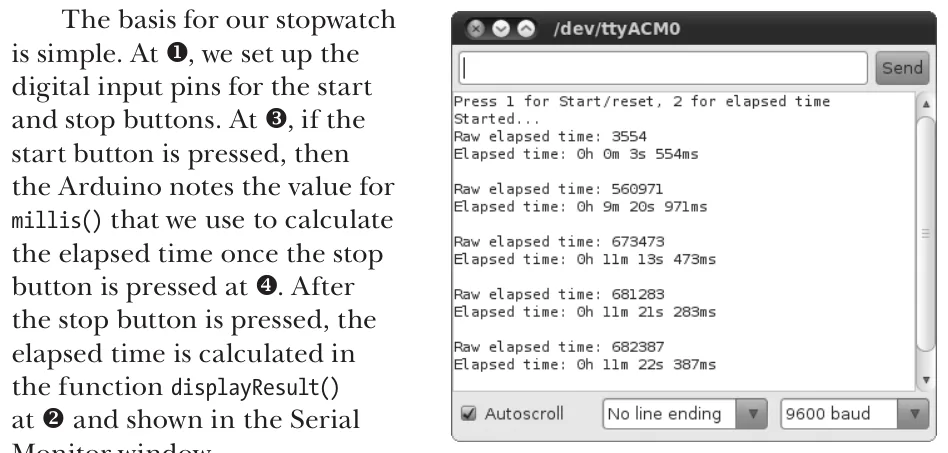 The basis for our stopwatch
is simple. At ❶, we set up the
digital input pins for the start
and stop buttons. At ❸, if the
start button is pressed, then
the Arduino notes the value for
millis() that we use to calculate
the elapsed time once the stop
button is pressed at ❹. After
the stop button is pressed, the
elapsed time is calculated in
the function displayResult()
at ❷ and shown in the Serial
Monitor window.
/dev/ttyACM0
Send
Press 1 for Start/reset, 2 for elapsed time
Started...
Raw elapsed time: 3554
Elapsed time: 0h 0m 3s 554ms
Raw elapsed time: 560971
Elapsed time: 0h 9m 20s 971ms
Raw elapsed time: 673473
Elapsed time: 0h 11m 13s 473ms
Raw elapsed time: 681283
Elapsed time: 0h 11m 21s 283ms
Raw elapsed time: 682387
Elapsed time: 0h 11m 22s 387ms
Autoscroll
No line ending
9600 baud